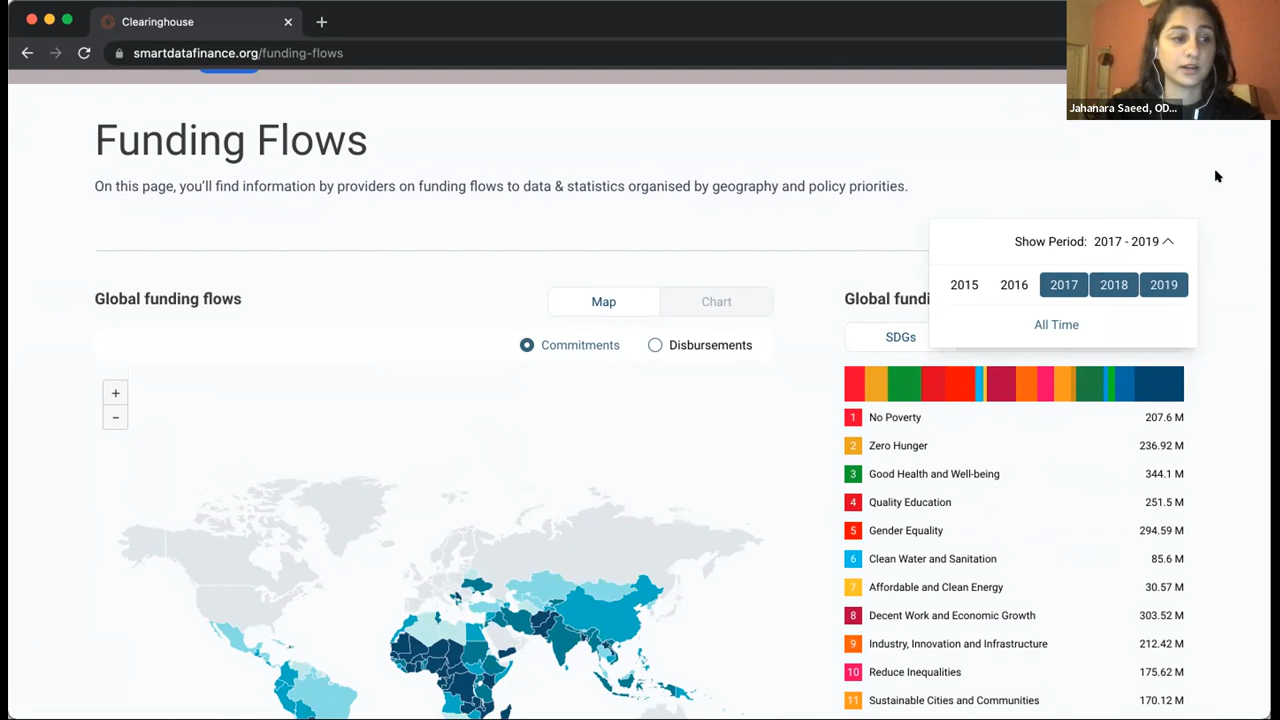 Clearinghouse
smartdatafinance.org/funding-flows
Jahanara Saeed, OD...
Funding Flows
On this page, you'll find information by providers on funding flows to data & statistics organised by geography and policy priorities.
Show Period: 2017 - 2019
2015 2016 2017 2018 2019
All Time
Global funding flows
Map Chart
Commitments Disbursements
+
−
Global fundi
SDGs
1 No Poverty 207.6 M
2 Zero Hunger 236.92 M
3 Good Health and Well-being 344.1 M
4 Quality Education 251.5 M
5 Gender Equality 294.59 M
6 Clean Water and Sanitation 85.6 M
7 Affordable and Clean Energy 30.57 M
8 Decent Work and Economic Growth 303.52 M
9 Industry, Innovation and Infrastructure 212.42 M
10 Reduce Inequalities 175.62 M
11 Sustainable Cities and Communities 170.12 M